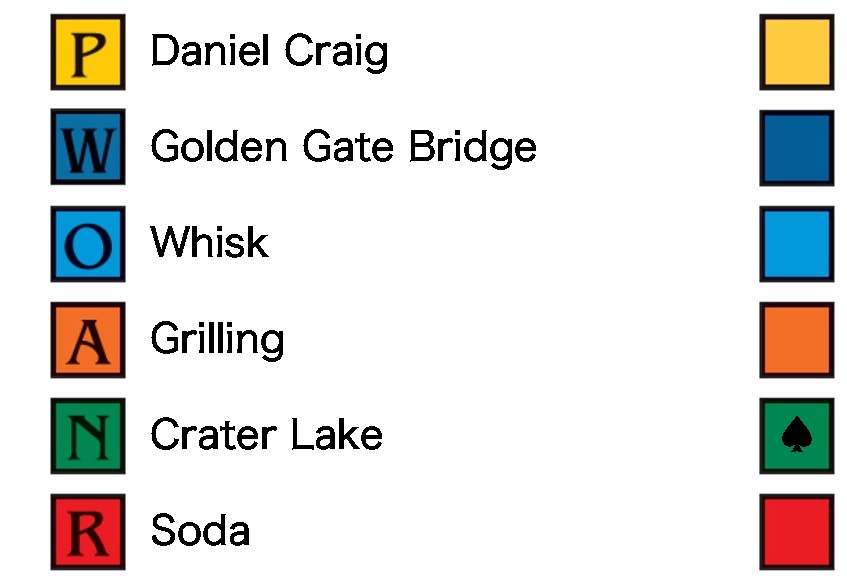 P Daniel Craig
W Golden Gate Bridge
O Whisk
A Grilling
N Crater Lake ♠
R Soda